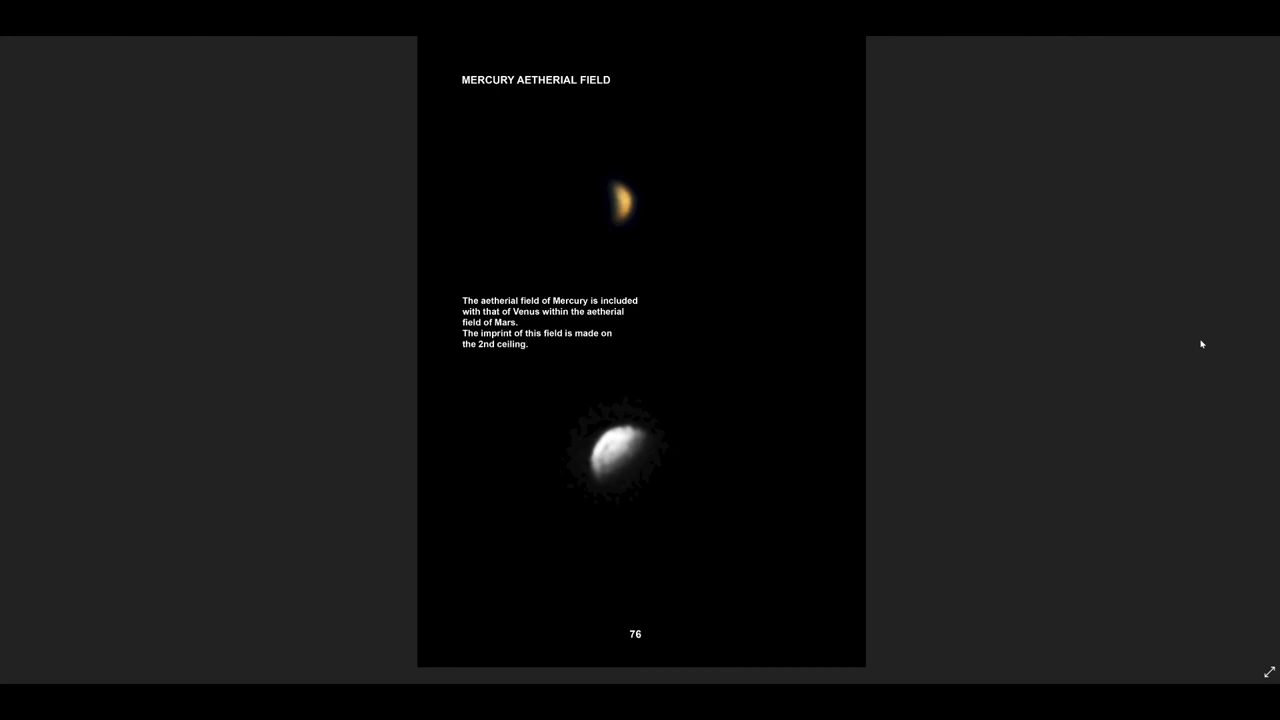 MERCURY AETHERIAL FIELD
The aetherial field of Mercury is included
with that of Venus within the aetherial
field of Mars.
The imprint of this field is made on
the 2nd ceiling.
76